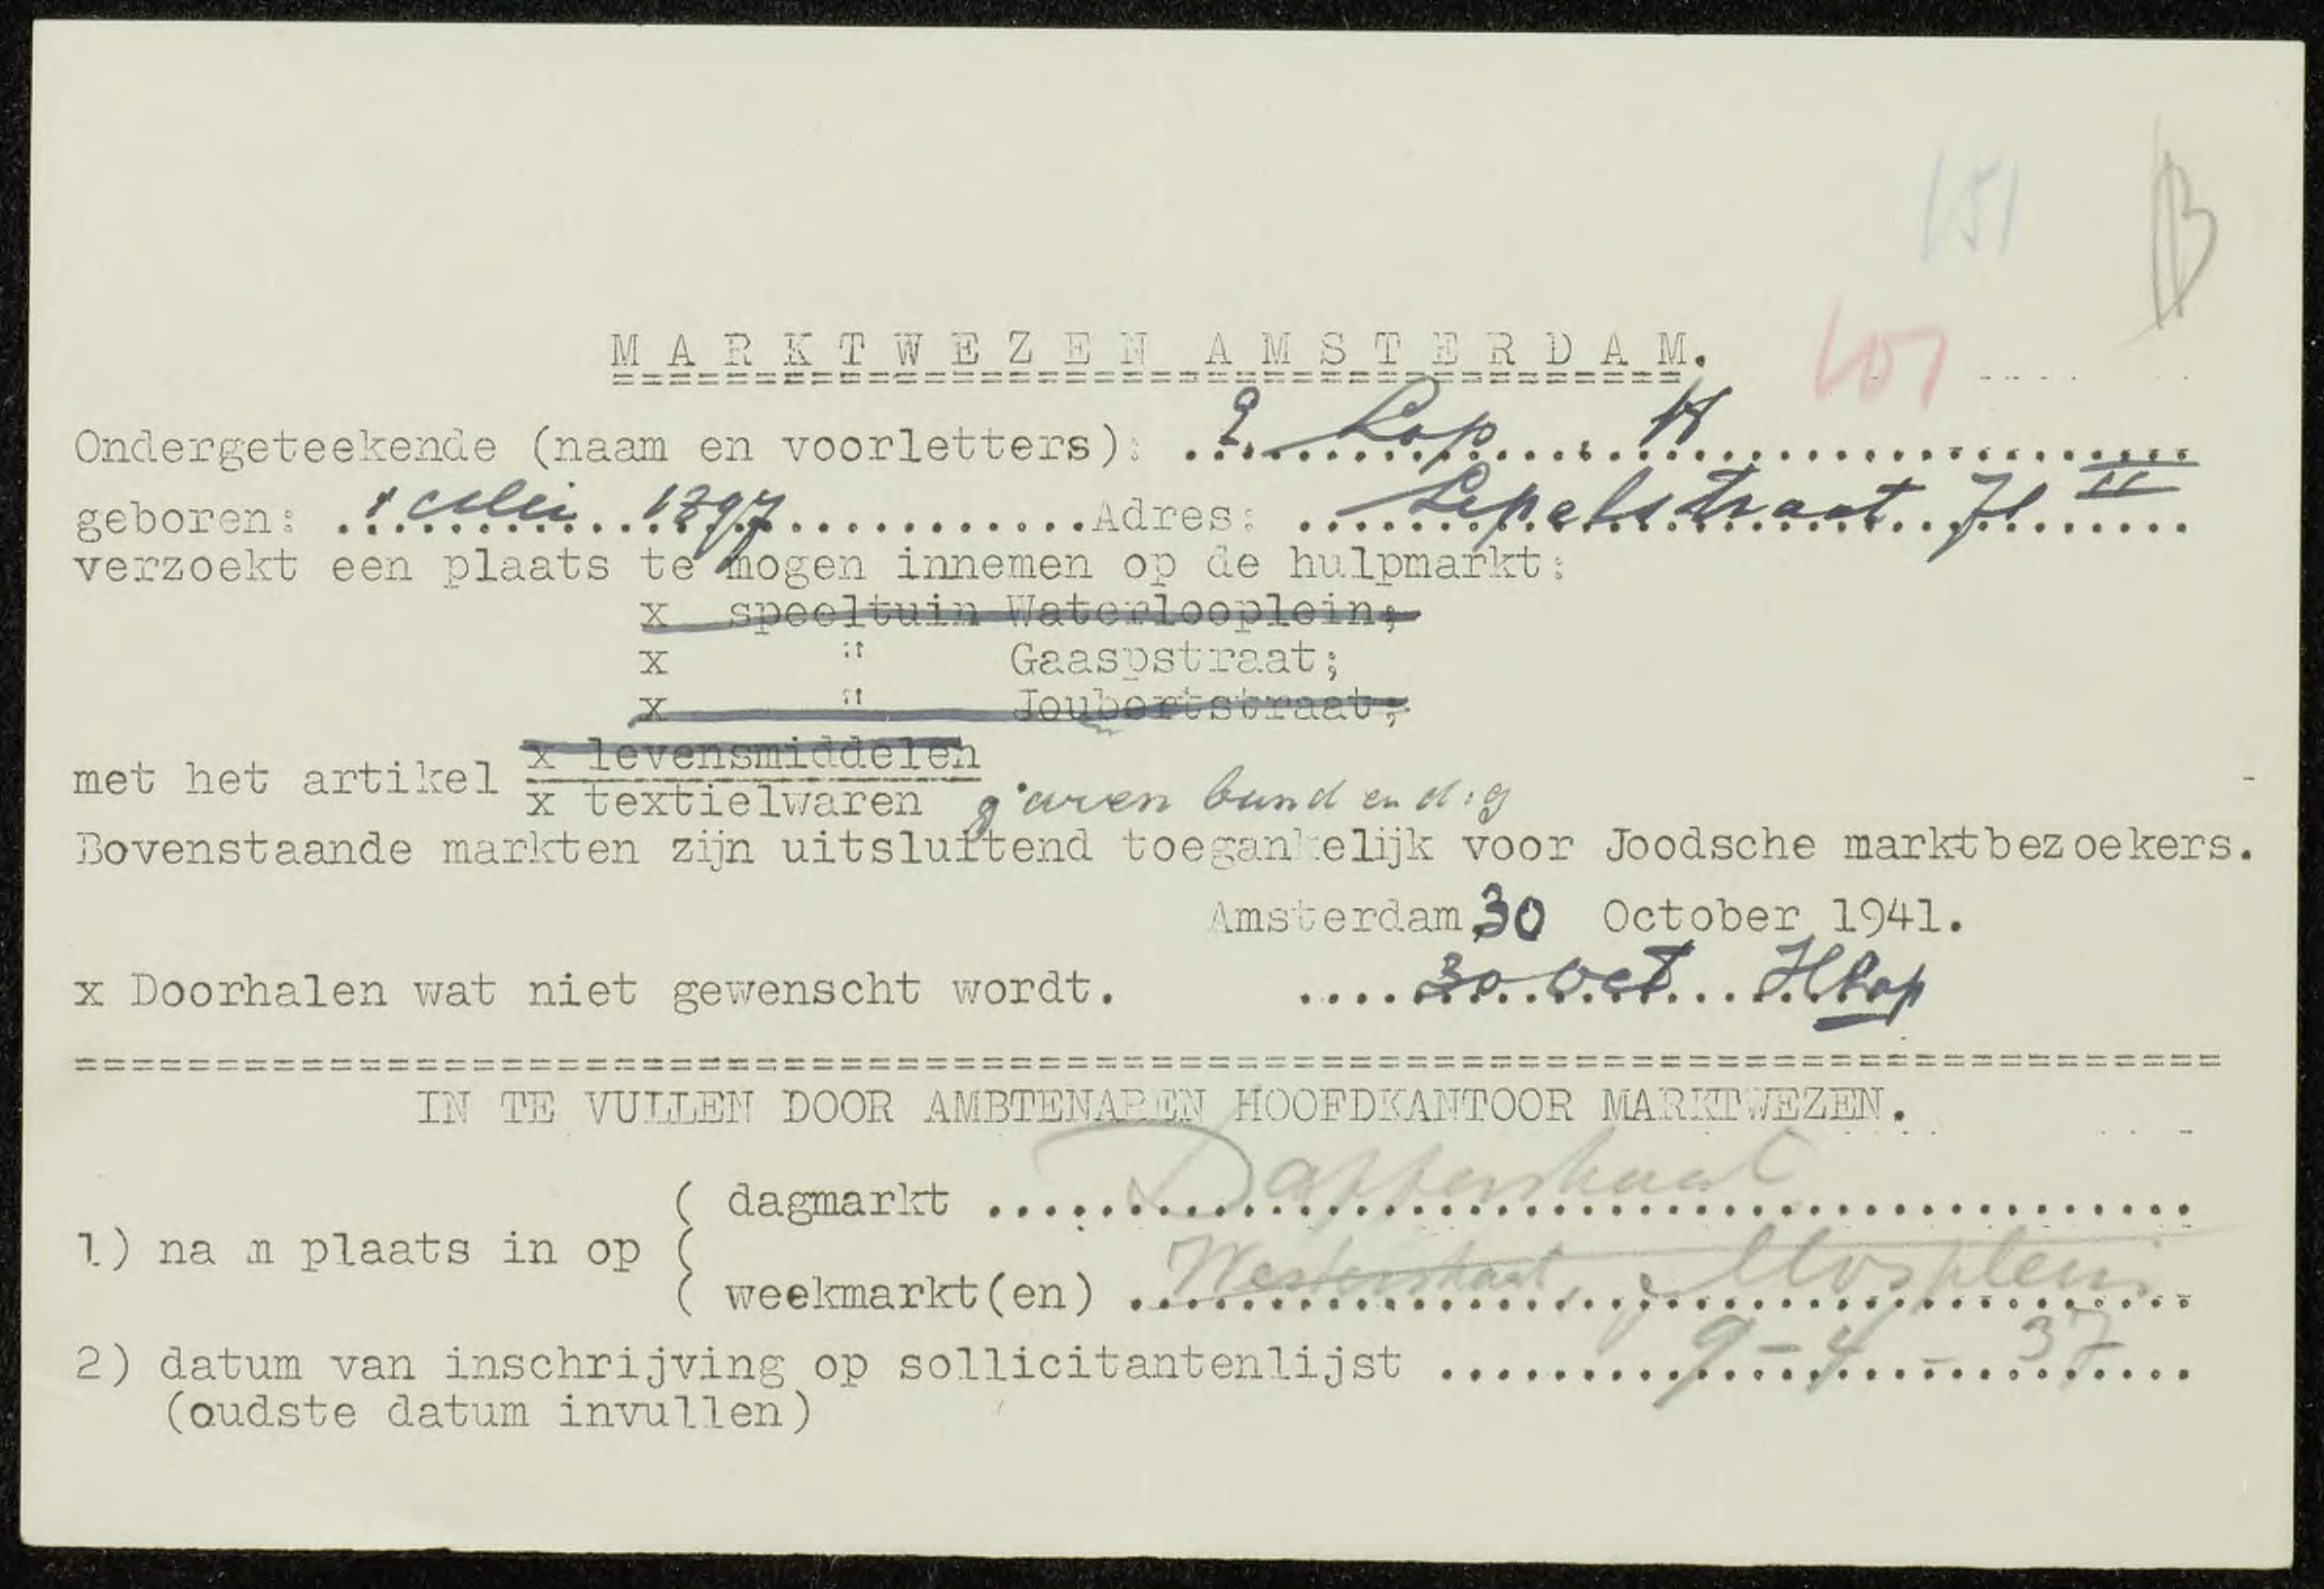 151
B
M A R K T W E Z E N A M S T E R D A M.
Ondergeteekende (naam en voorletters): Lop. H
geboren: 1 Mei 1897 Adres: Lepelstraat 71 II
verzoekt een plaats te mogen innemen op de hulpmarkt:
x speeltuin Waterlooplein;
x " Gaaspstraat;
x " Joubertstraat;
met het artikel
x levensmiddelen
x textielwaren garen band en d:g
Bovenstaande markten zijn uitsluitend toegankelijk voor Joodsche marktbezoekers.
Amsterdam 30 October 1941.
x Doorhalen wat niet gewenscht wordt. .... 30 Oct HLop
IN TE VULLEN DOOR AMBTENAREN HOOFDKANTOOR MARKTWEZEN.
( dagmarkt Dapperstraat
1) na m plaats in op (
( weekmarkt(en) Westerstraat, Mosplein
2) datum van inschrijving op sollicitantenlijst 9-4-37
(oudste datum invullen)